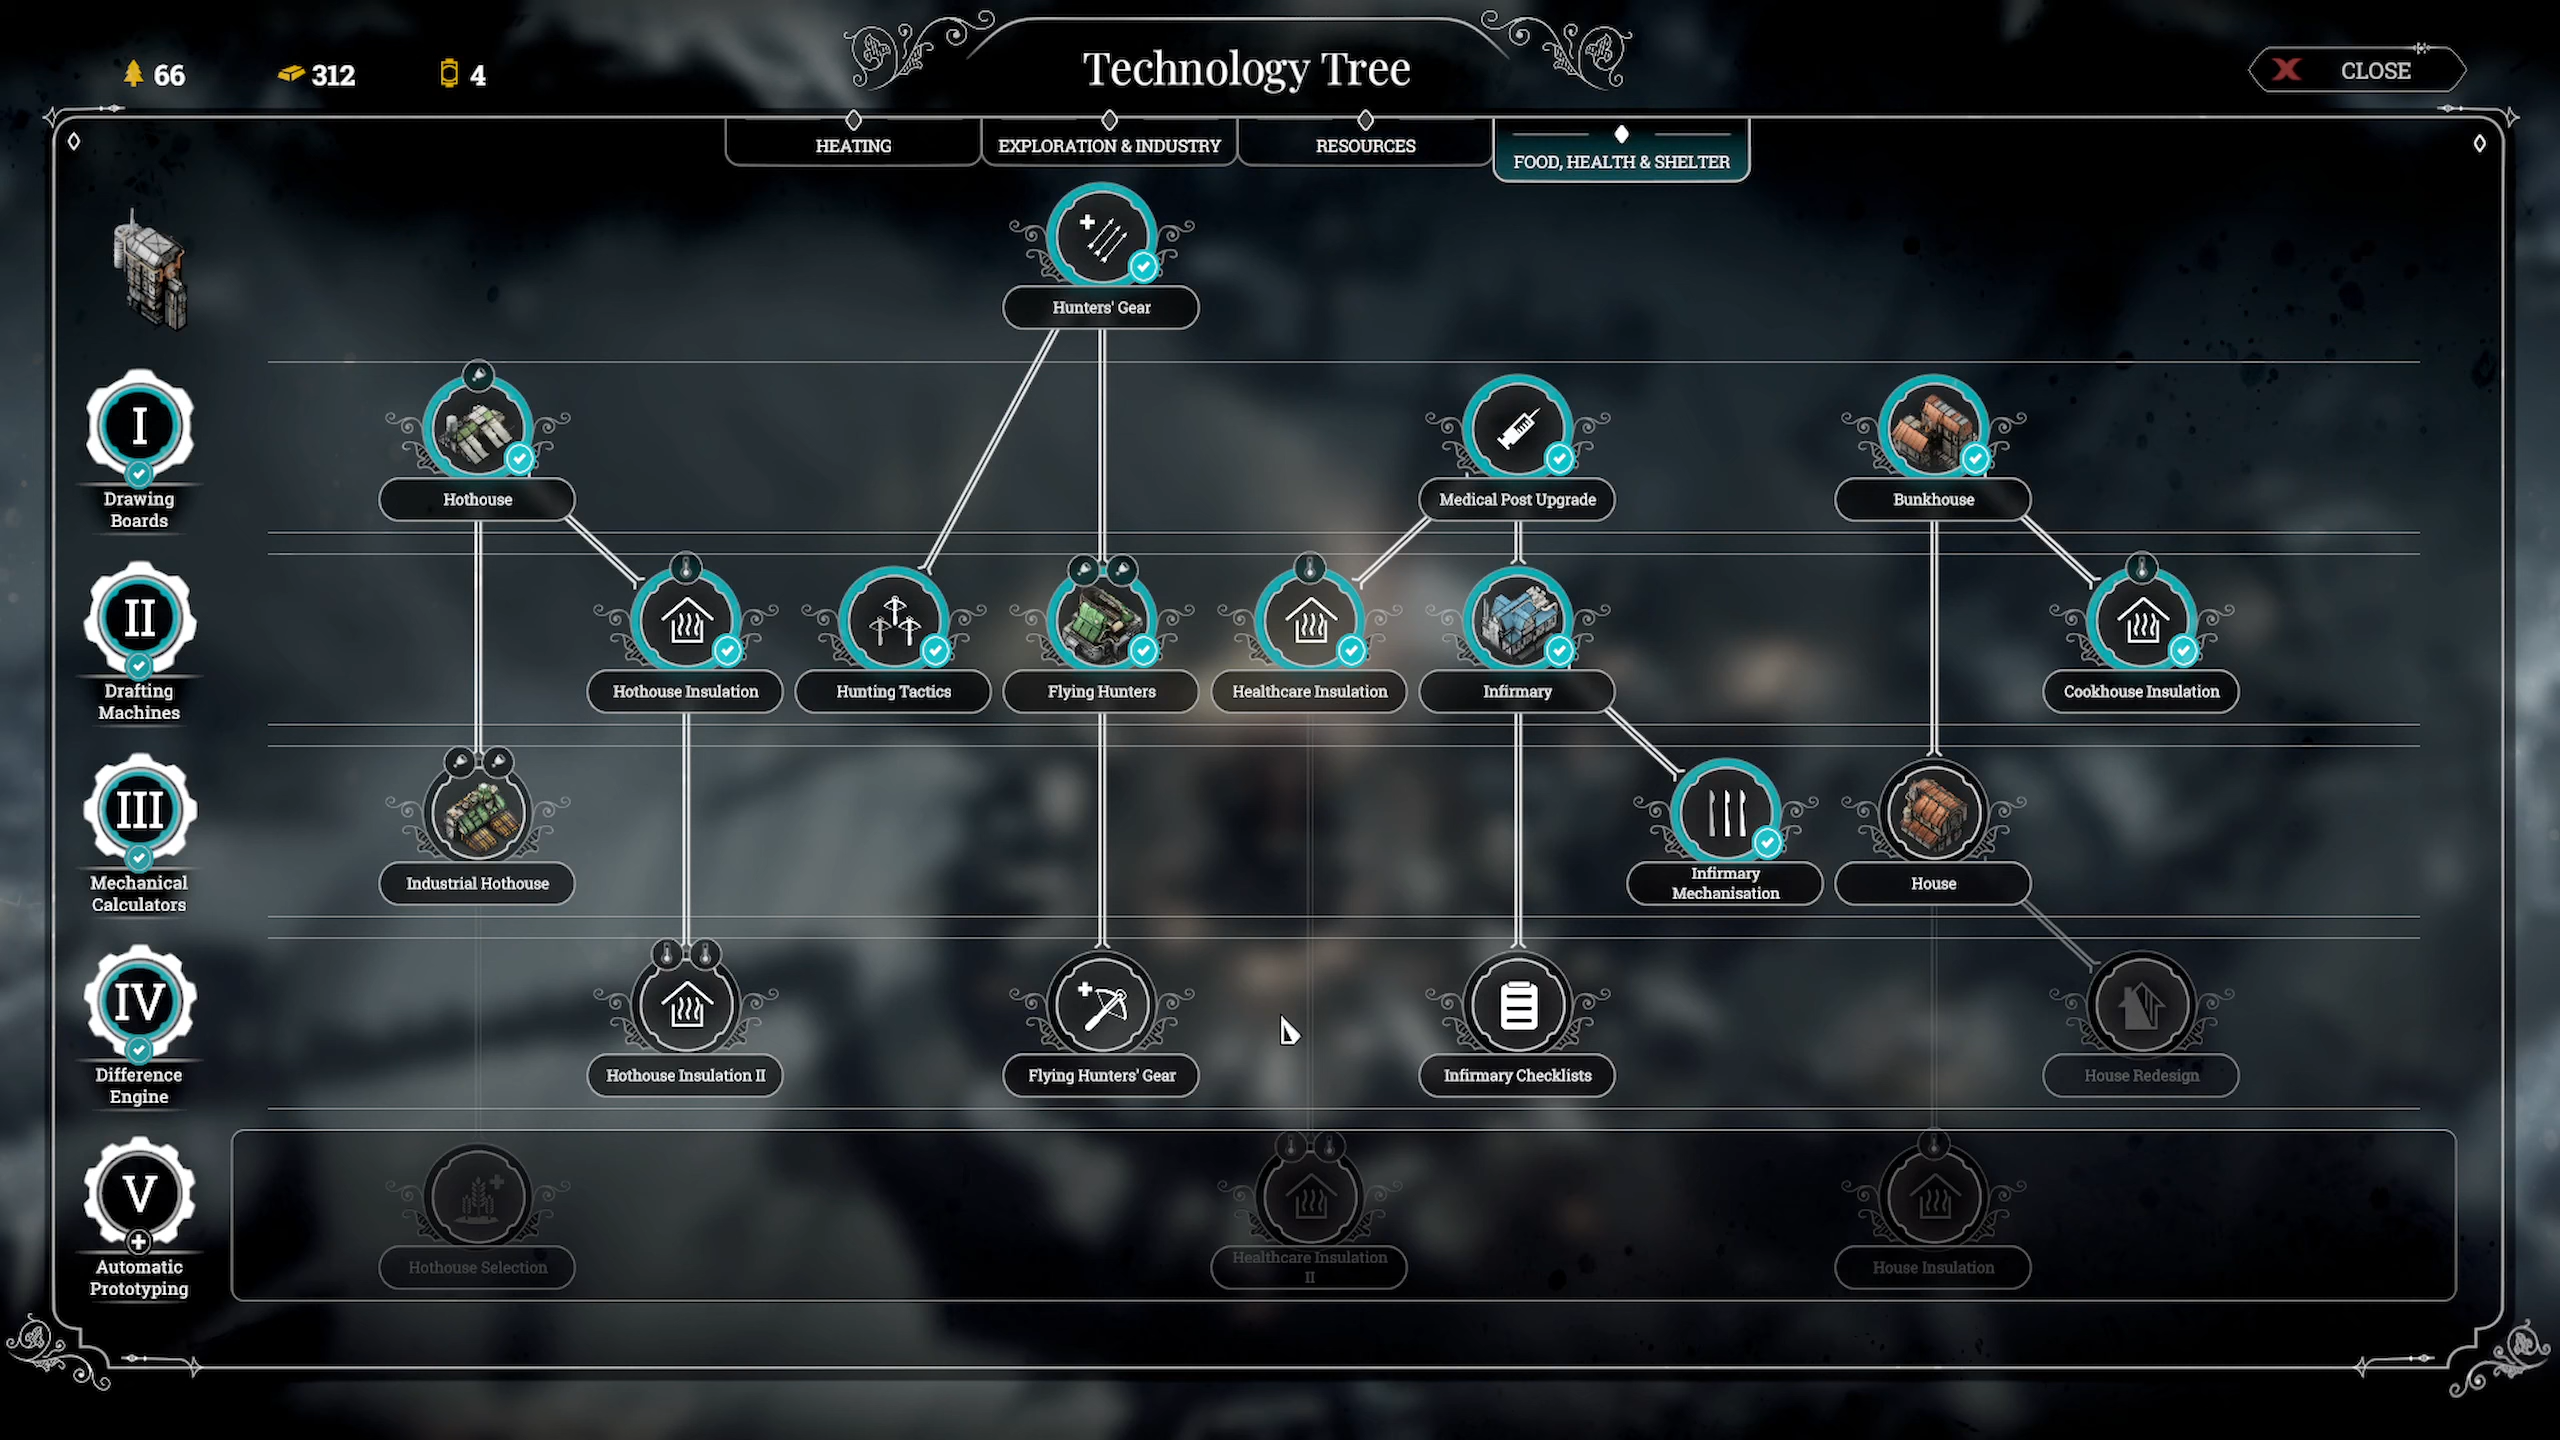 66
312
4
Technology Tree
CLOSE
HEATING
EXPLORATION & INDUSTRY
RESOURCES
FOOD, HEALTH & SHELTER
Hunters' Gear
I
Drawing
Boards
Hothouse
Medical Post Upgrade
Bunkhouse
II
Drafting
Machines
Hothouse Insulation
Hunting Tactics
Flying Hunters
Healthcare Insulation
Infirmary
Cookhouse Insulation
III
Mechanical
Calculators
Industrial Hothouse
Infirmary
Mechanisation
House
IV
Difference
Engine
Hothouse Insulation II
Flying Hunters' Gear
Infirmary Checklists
House Redesign
V
Automatic
Prototyping
Hothouse Selection
Healthcare Insulation
II
House Insulation